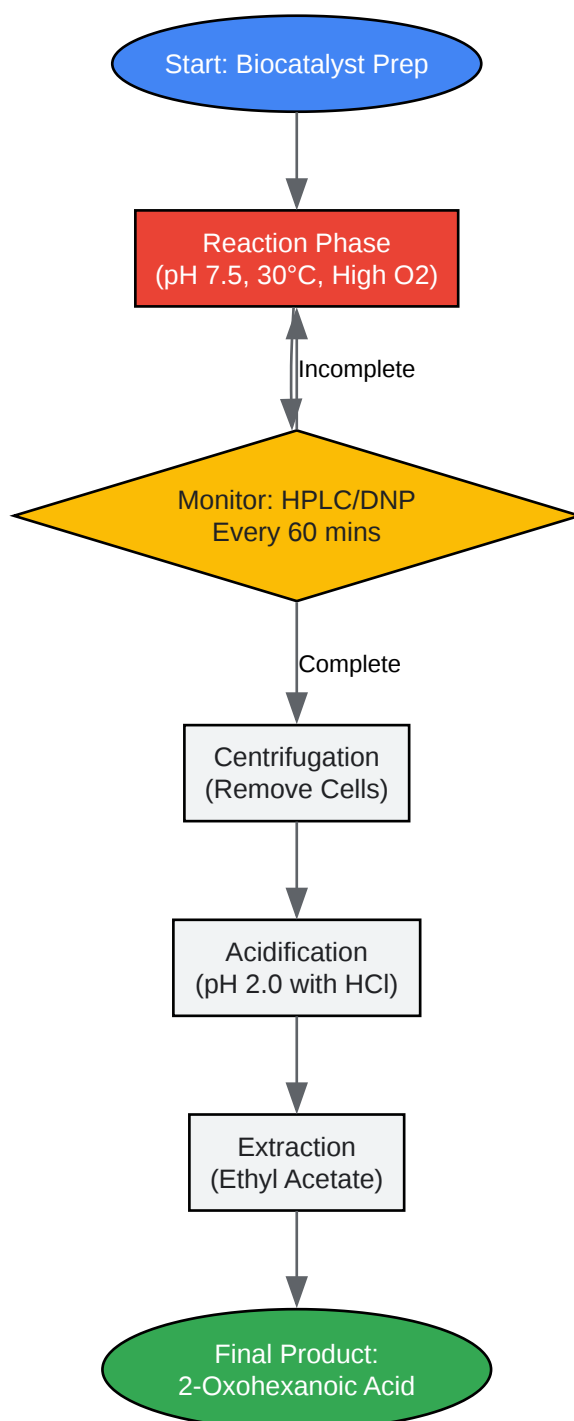 Start: Biocatalyst Prep
Reaction Phase
(pH 7.5, 30°C, High O2)
Incomplete
Monitor: HPLC/DNP
Every 60 mins
Complete
Centrifugation
(Remove Cells)
Acidification
(pH 2.0 with HCl)
Extraction
(Ethyl Acetate)
Final Product:
2-Oxohexanoic Acid